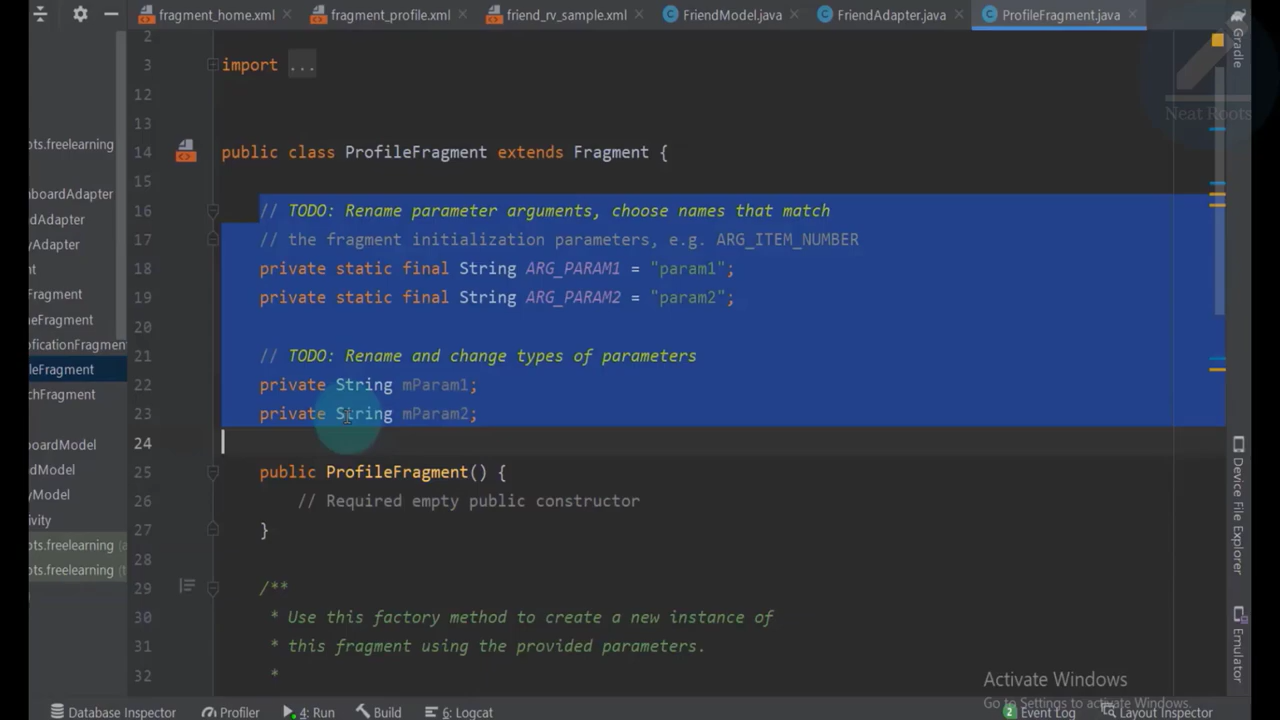 fragment_home.xml
fragment_profile.xml
friend_rv_sample.xml
FriendModel.java
FriendAdapter.java
ProfileFragment.java
Gradle
Neat Roots
ots.freelearning
boardAdapter
dAdapter
yAdapter
nt
Fragment
neFragment
ificationFragment
leFragment
chFragment
boardModel
ndModel
yModel
ivity
ots.freelearning (a
ots.freelearning (t
2
3 import ...
12
13
14 public class ProfileFragment extends Fragment {
15
16 // TODO: Rename parameter arguments, choose names that match
17 // the fragment initialization parameters, e.g. ARG_ITEM_NUMBER
18 private static final String ARG_PARAM1 = "param1";
19 private static final String ARG_PARAM2 = "param2";
20
21 // TODO: Rename and change types of parameters
22 private String mParam1;
23 private String mParam2;
24
25 public ProfileFragment() {
26 // Required empty public constructor
27 }
28
29 /**
30 * Use this factory method to create a new instance of
31 * this fragment using the provided parameters.
32 *
Device File Explorer
Emulator
Activate Windows
Go to Settings to activate Windows.
Database Inspector
Profiler
4: Run
Build
6: Logcat
2 Event Log
Layout Inspector